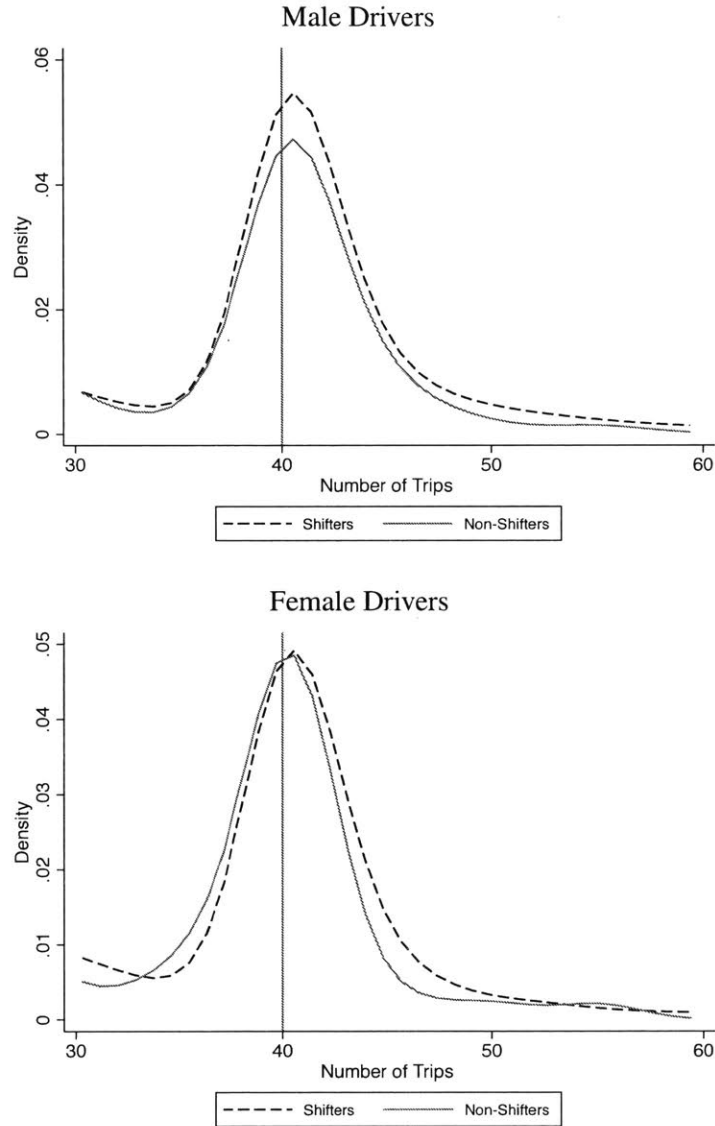 Male Drivers
.06
.04
.02
0
Density
30 40 50 60
Number of Trips
Shifters Non-Shifters
Female Drivers
.05
.04
.03
.02
.01
0
Density
30 40 50 60
Number of Trips
Shifters Non-Shifters